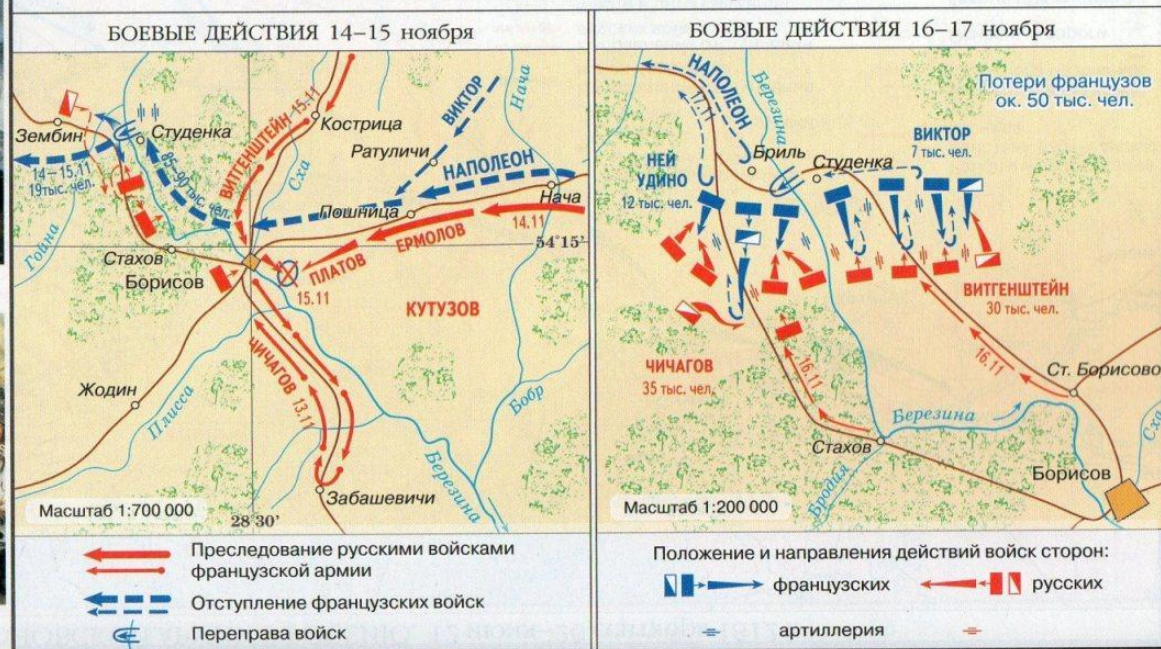 БОЕВЫЕ ДЕЙСТВИЯ 14–15 ноября
Зембин
Студенка
14–15.11
19тыс. чел.
85–90 тыс. чел.
ВИТГЕНШТЕЙН 15.11
Кострица
Сха
Ратуличи
ВИКТОР
Нача
НАПОЛЕОН
Нача
Лошница
14.11
ЕРМОЛОВ
ПЛАТОВ
54°15'
Гойна
Стахов
Борисов
15.11
КУТУЗОВ
ЧИЧАГОВ 13.11
Жодин
Плисса
Бобр
Березина
Забашевичи
Масштаб 1:700 000
28°30'
Преследование русскими войсками
французской армии
Отступление французских войск
Переправа войск
БОЕВЫЕ ДЕЙСТВИЯ 16–17 ноября
НАПОЛЕОН
17.11
Березина
Потери французов
ок. 50 тыс. чел.
Бриль
Студенка
ВИКТОР
7 тыс. чел.
НЕЙ
УДИНО
12 тыс. чел.
ВИТГЕНШТЕЙН
30 тыс. чел.
ЧИЧАГОВ
35 тыс. чел.
16.11
16.11
Ст. Борисово
Березина
Сха
Стахов
Бродня
Борисов
Масштаб 1:200 000
Положение и направления действий войск сторон:
французских
русских
артиллерия